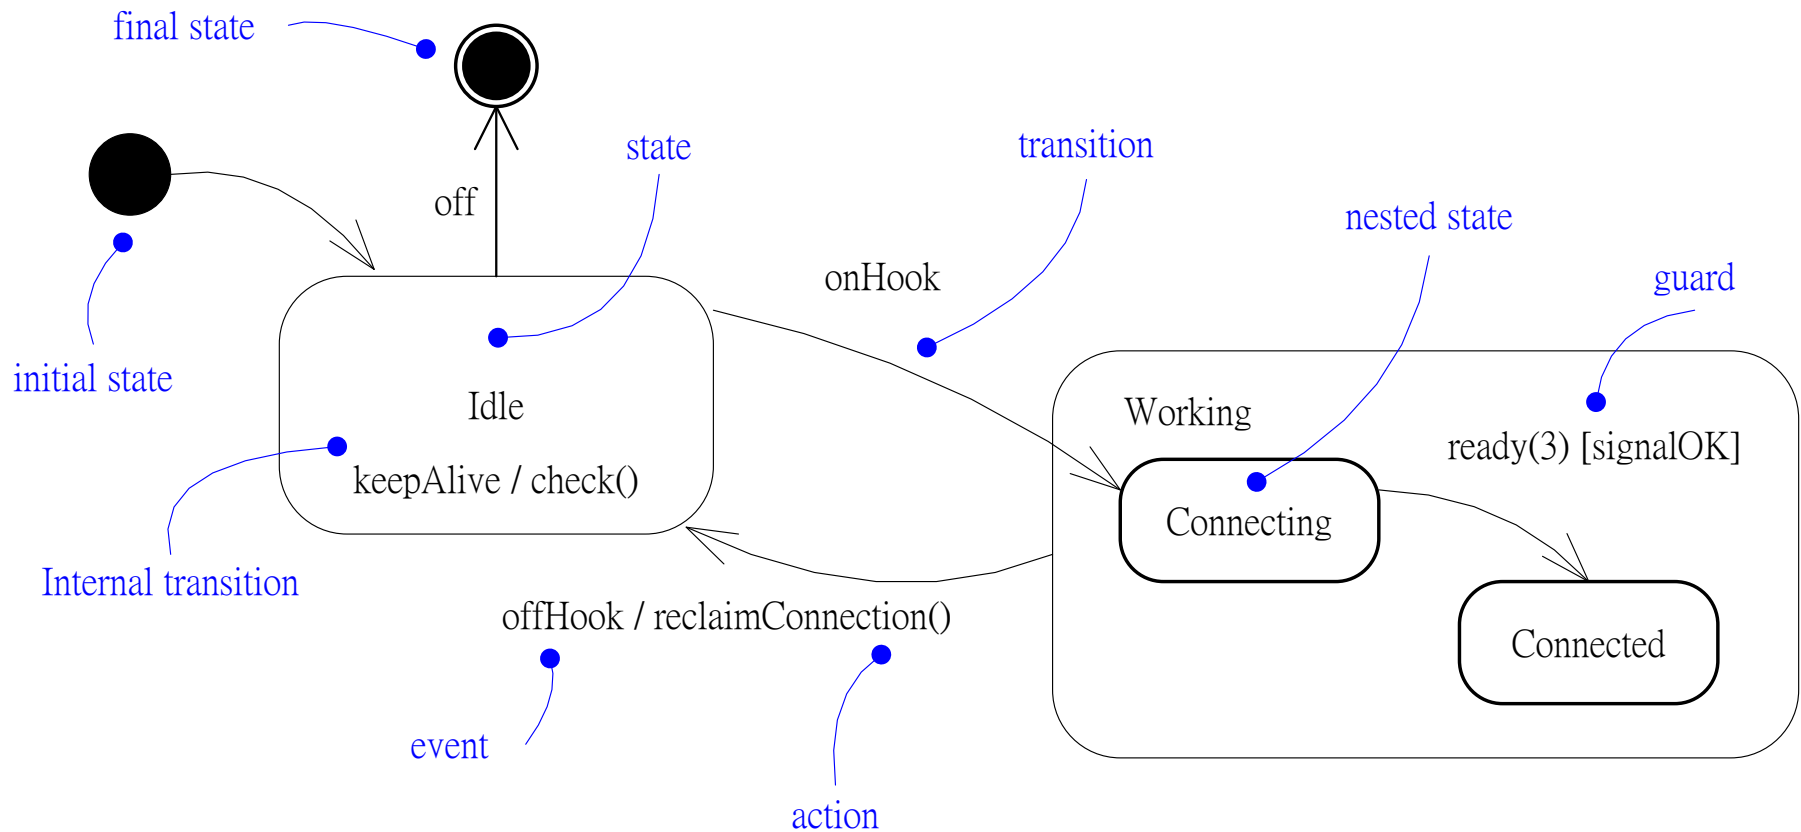 final state
state
transition
off
nested state
onHook
guard
initial state
Idle
Working
keepAlive / check()
ready(3) [signalOK]
Connecting
Internal transition
offHook / reclaimConnection()
Connected
event
action